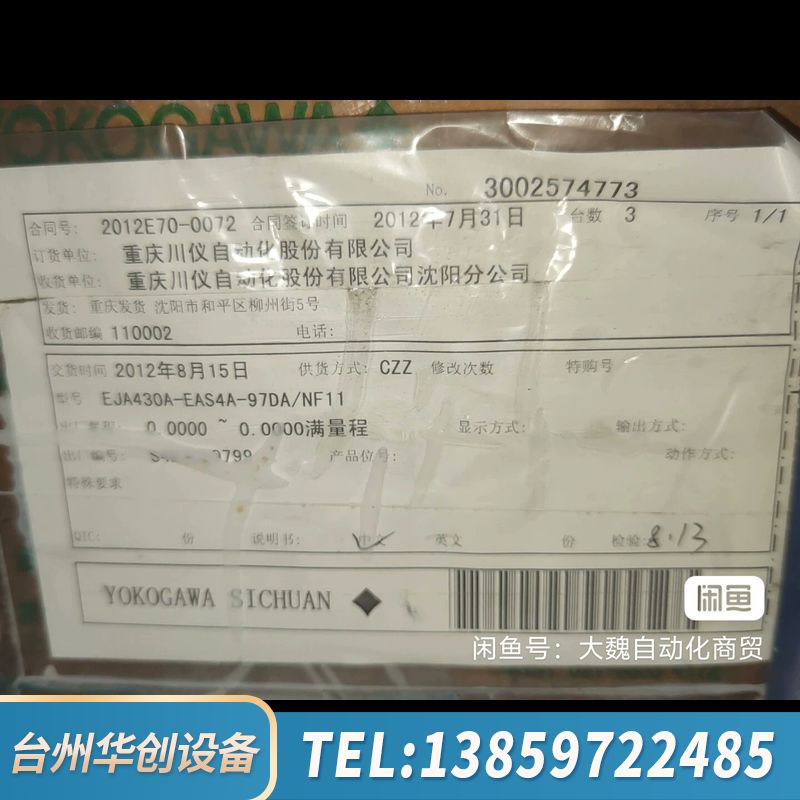 YOKOGAWA
No. 3002574773
合同号: 2012E70-0072 合同签订时间 2012年7月31日 台数 3 序号 1/1
订货单位: 重庆川仪自动化股份有限公司
收货单位: 重庆川仪自动化股份有限公司沈阳分公司
发货: 重庆发货 沈阳市和平区柳州街5号
收货邮编 110002 电话:
交货时间 2012年8月15日 供货方式: CZZ 修改次数 特购号
型号 EJA430A-EAS4A-97DA/NF11
0.0000 ~ 0.0000满量程 显示方式: 输出方式:
出厂编号: 9799 产品位号: 动作方式:
特殊要求
QIC: 份 说明书: 中文 英文 份 检验: 8.13
YOKOGAWA SICHUAN
闲鱼
闲鱼号：大魏自动化商贸
台州华创设备 TEL:13859722485